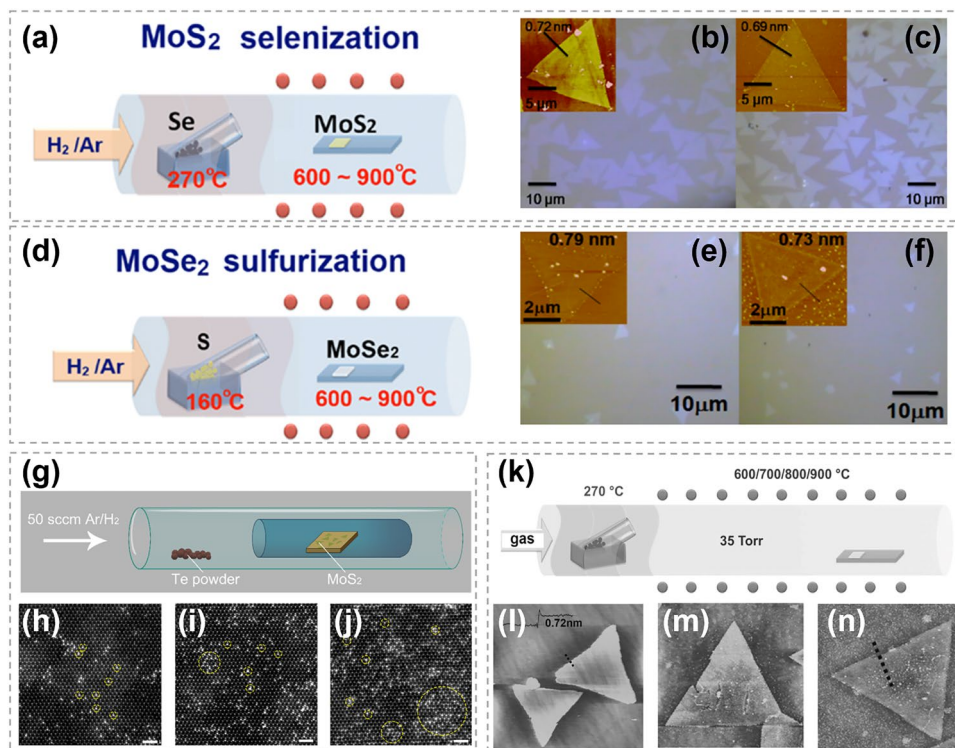 (a)
MoS₂ selenization
Se
MoS₂
H₂ /Ar
270°C
600 ~ 900°C
0.72 nm
(b)
5 μm
10 μm
0.69 nm
(c)
5 μm
10 μm
(d)
MoSe₂ sulfurization
S
MoSe₂
H₂ /Ar
160°C
600 ~ 900°C
0.79 nm
(e)
2μm
10μm
0.73 nm
(f)
2μm
10μm
(g)
50 sccm Ar/H₂
Te powder
MoS₂
(h)
(i)
(j)
(k)
600/700/800/900 °C
270 °C
gas
35 Torr
(l)
0.72nm
(m)
(n)